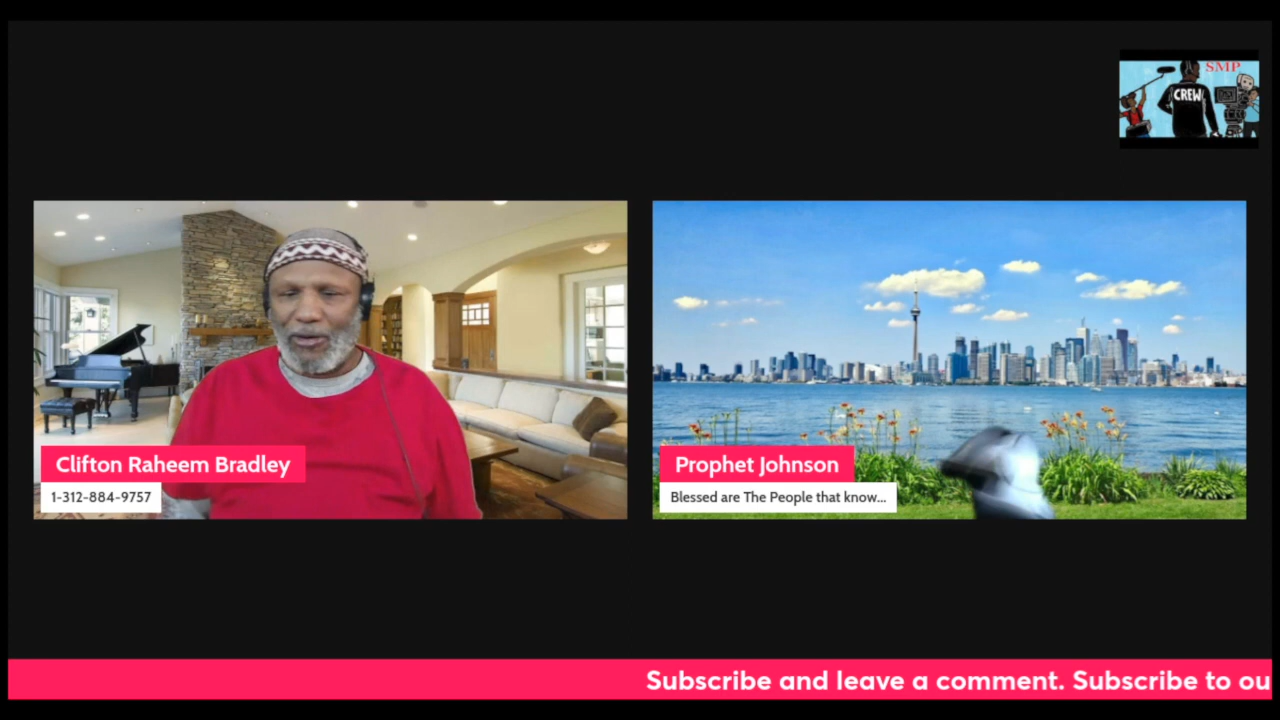 SMP
CREW
Clifton Raheem Bradley
1-312-884-9757
Prophet Johnson
Blessed are The People that know...
Subscribe and leave a comment. Subscribe to ou